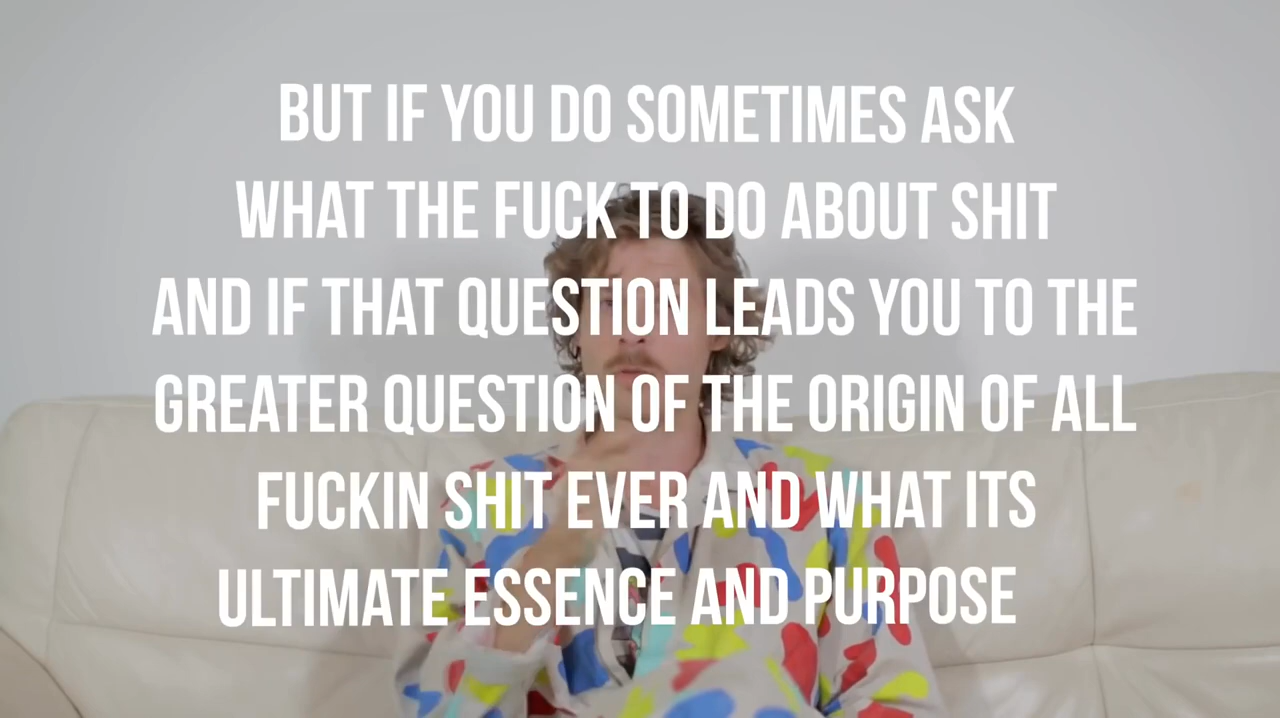 BUT IF YOU DO SOMETIMES ASK
WHAT THE FUCK TO DO ABOUT SHIT
AND IF THAT QUESTION LEADS YOU TO THE
GREATER QUESTION OF THE ORIGIN OF ALL
FUCKIN SHIT EVER AND WHAT ITS
ULTIMATE ESSENCE AND PURPOSE